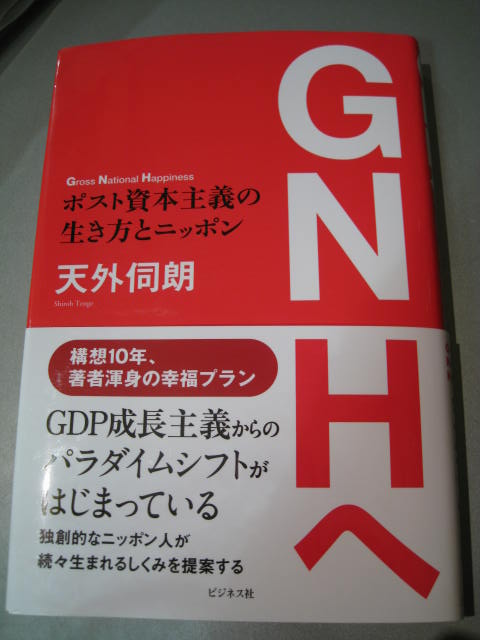 GNHへ
Gross National Happiness
ポスト資本主義の
生き方とニッポン
天外伺朗
Shiroh Tenge
構想10年、
著者渾身の幸福プラン
GDP成長主義からの
パラダイムシフトが
はじまっている
独創的なニッポン人が
続々生まれるしくみを提案する
ビジネス社